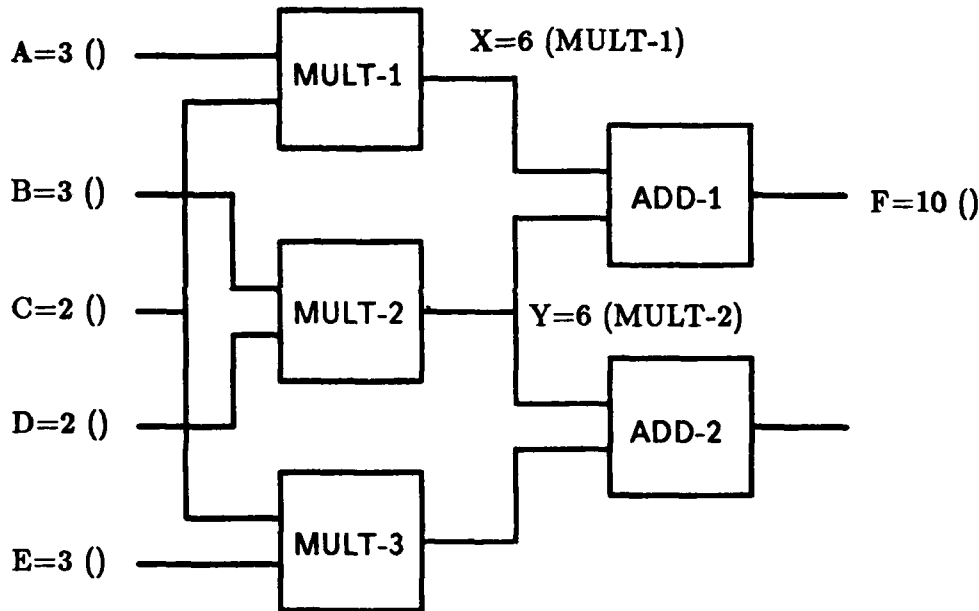 A=3 ()
MULT-1
X=6 (MULT-1)
B=3 ()
ADD-1
F=10 ()
C=2 ()
MULT-2
Y=6 (MULT-2)
D=2 ()
ADD-2
MULT-3
E=3 ()